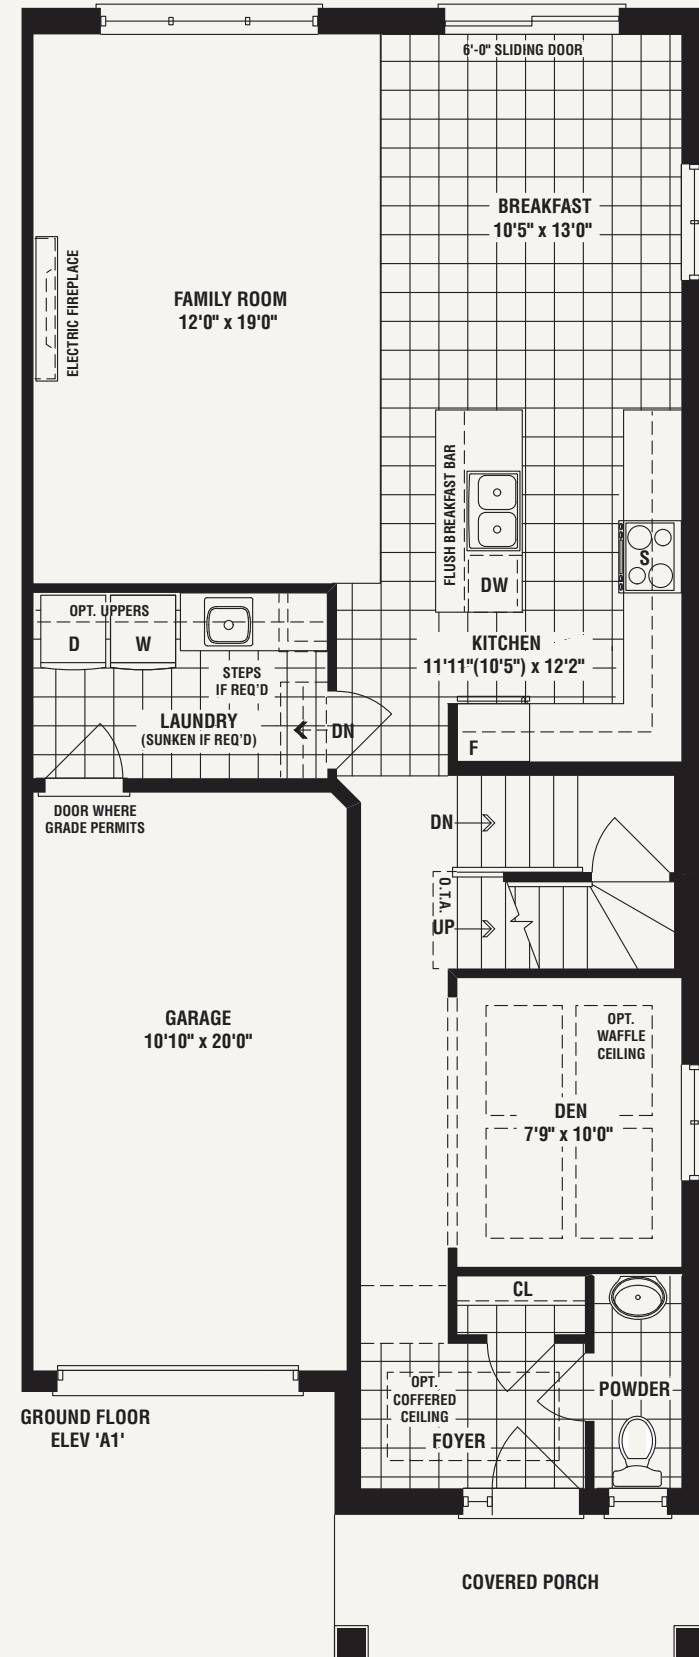 6'-0" SLIDING DOOR
BREAKFAST
10'5" x 13'0"
FAMILY ROOM
12'0" x 19'0"
ELECTRIC FIREPLACE
FLUSH BREAKFAST BAR
S
DW
OPT. UPPERS
D
W
KITCHEN
11'11"(10'5") x 12'2"
STEPS
IF REQ'D
LAUNDRY
(SUNKEN IF REQ'D)
DN
F
DOOR WHERE
GRADE PERMITS
DN
O.T.A.
UP
GARAGE
10'10" x 20'0"
OPT.
WAFFLE
CEILING
DEN
7'9" x 10'0"
CL
OPT.
COFFERED
CEILING
POWDER
FOYER
GROUND FLOOR
ELEV 'A1'
COVERED PORCH